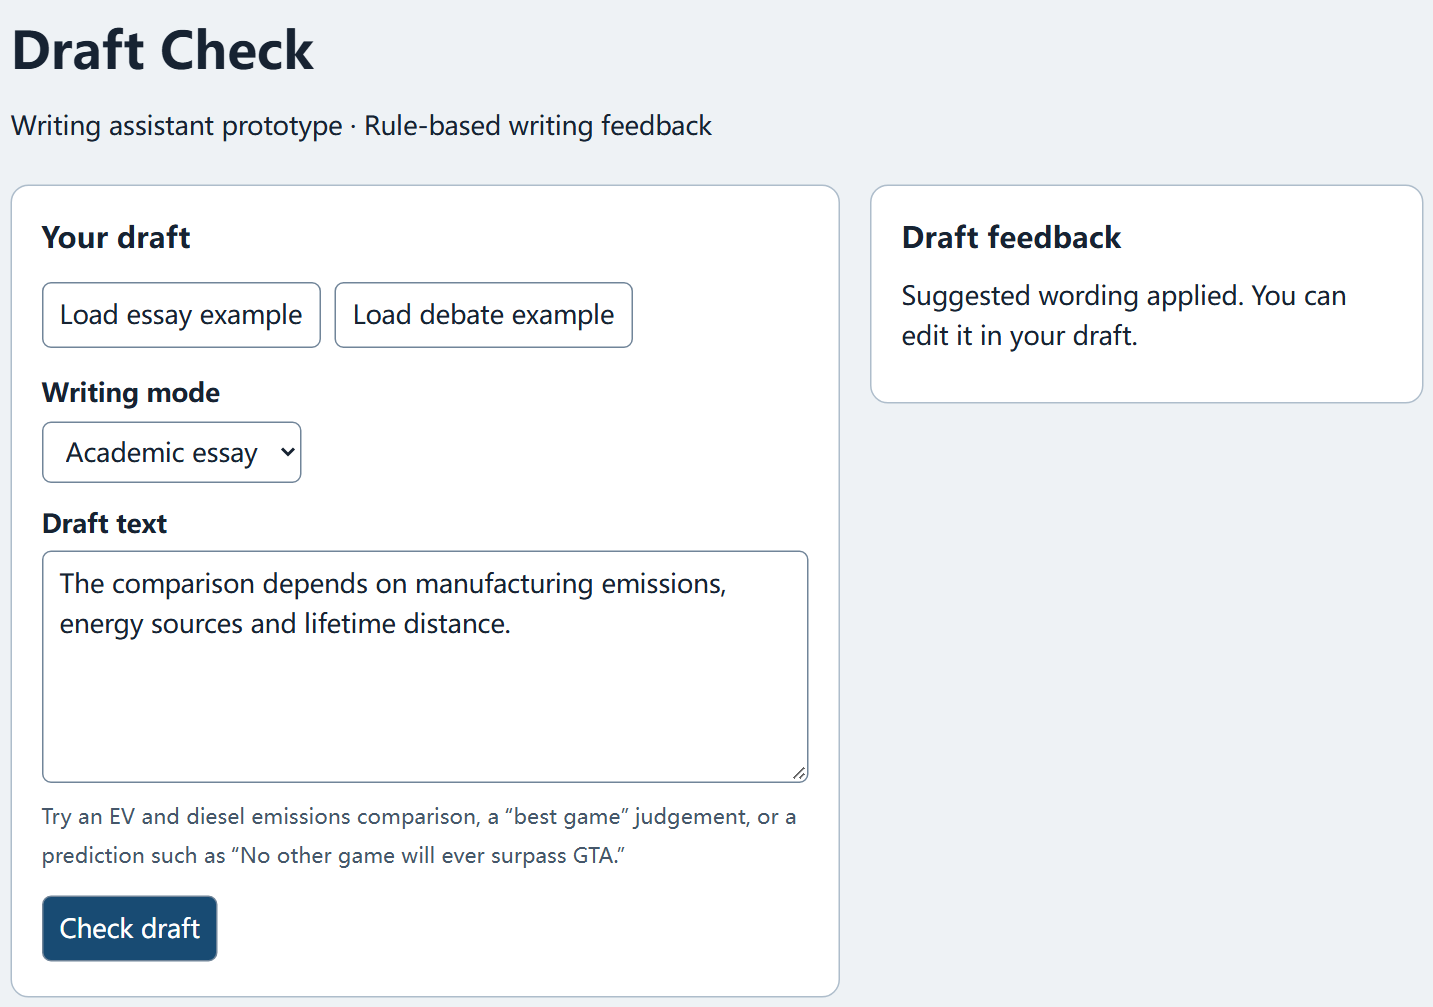 Draft Check
Writing assistant prototype · Rule-based writing feedback
Your draft
Load essay example
Load debate example
Writing mode
Academic essay
Draft text
The comparison depends on manufacturing emissions,
energy sources and lifetime distance.
Try an EV and diesel emissions comparison, a “best game” judgement, or a
prediction such as “No other game will ever surpass GTA.”
Check draft
Draft feedback
Suggested wording applied. You can
edit it in your draft.